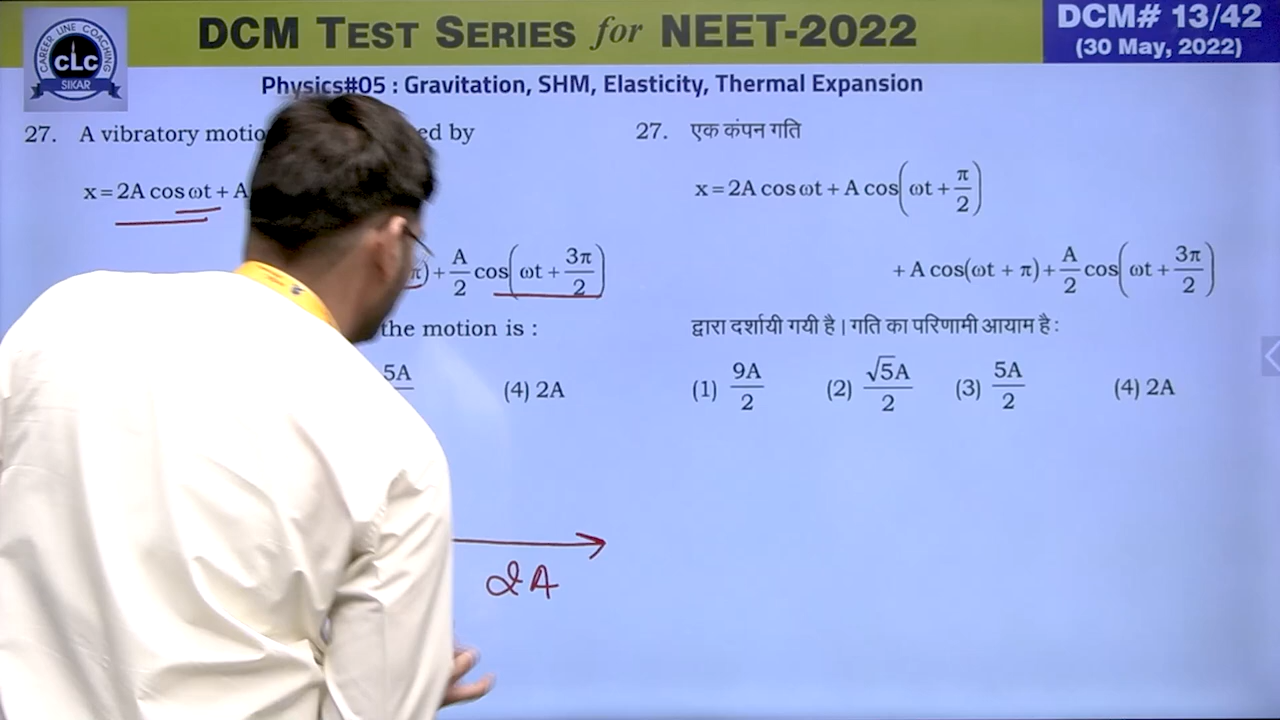 DCM TEST SERIES for NEET-2022
DCM# 13/42
(30 May, 2022)
CAREER LINE COACHING
CLC
SIKAR
Physics#05 : Gravitation, SHM, Elasticity, Thermal Expansion
27. A vibratory motio ed by
x = 2A cos ωt + A
π) + A/2 cos(ωt + 3π/2)
the motion is :
5A (4) 2A
2A
27. एक कंपन गति
x = 2A cos ωt + A cos(ωt + π/2)
+ A cos(ωt + π) + A/2 cos(ωt + 3π/2)
द्वारा दर्शायी गयी है। गति का परिणामी आयाम है :
(1) 9A/2 (2) √5A/2 (3) 5A/2 (4) 2A